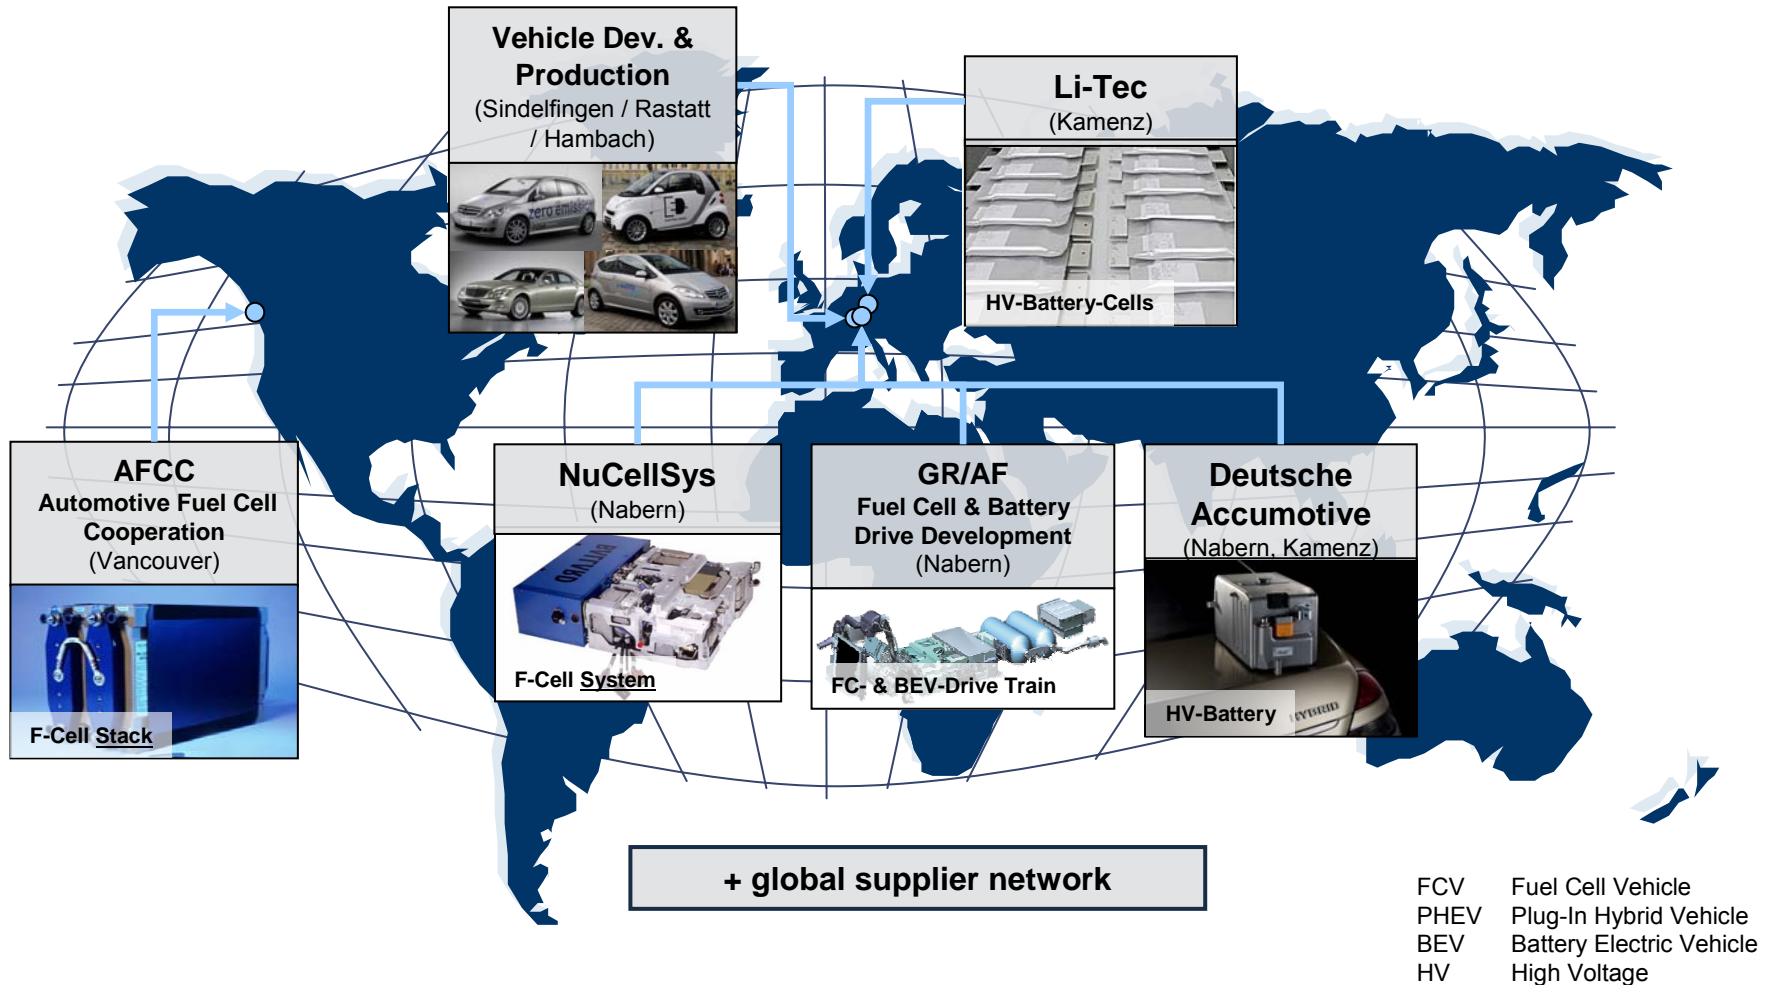 Vehicle Dev. &
Production
(Sindelfingen / Rastatt
/ Hambach)
zero emission
Li-Tec
(Kamenz)
HV-Battery-Cells
AFCC
Automotive Fuel Cell
Cooperation
(Vancouver)
F-Cell Stack
NuCellSys
(Nabern)
F-Cell System
GR/AF
Fuel Cell & Battery
Drive Development
(Nabern)
FC- & BEV-Drive Train
Deutsche
Accumotive
(Nabern, Kamenz)
HV-Battery
HYBRID
+ global supplier network
FCV Fuel Cell Vehicle
PHEV Plug-In Hybrid Vehicle
BEV Battery Electric Vehicle
HV High Voltage